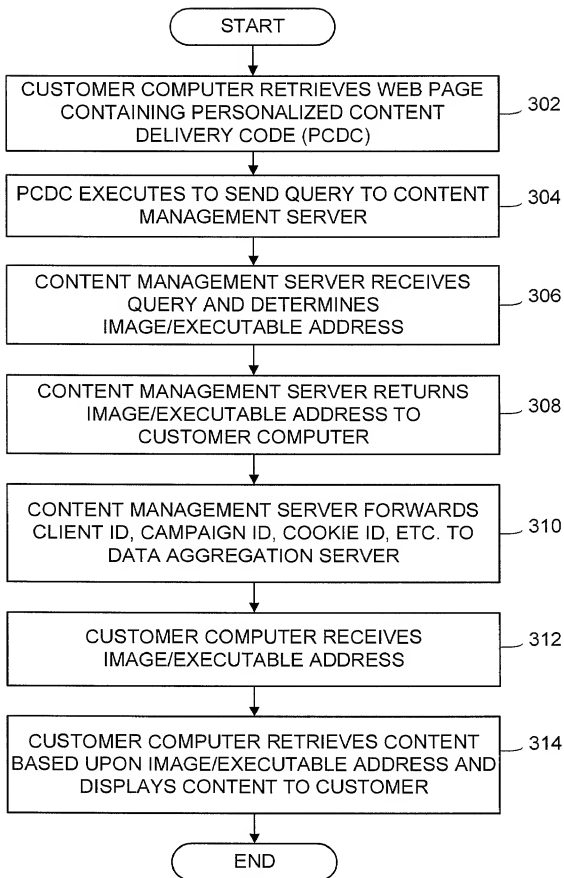 START
CUSTOMER COMPUTER RETRIEVES WEB PAGE
CONTAINING PERSONALIZED CONTENT
DELIVERY CODE (PCDC)
302
PCDC EXECUTES TO SEND QUERY TO CONTENT
MANAGEMENT SERVER
304
CONTENT MANAGEMENT SERVER RECEIVES
QUERY AND DETERMINES
IMAGE/EXECUTABLE ADDRESS
306
CONTENT MANAGEMENT SERVER RETURNS
IMAGE/EXECUTABLE ADDRESS TO
CUSTOMER COMPUTER
308
CONTENT MANAGEMENT SERVER FORWARDS
CLIENT ID, CAMPAIGN ID, COOKIE ID, ETC. TO
DATA AGGREGATION SERVER
310
CUSTOMER COMPUTER RECEIVES
IMAGE/EXECUTABLE ADDRESS
312
CUSTOMER COMPUTER RETRIEVES CONTENT
BASED UPON IMAGE/EXECUTABLE ADDRESS AND
DISPLAYS CONTENT TO CUSTOMER
314
END